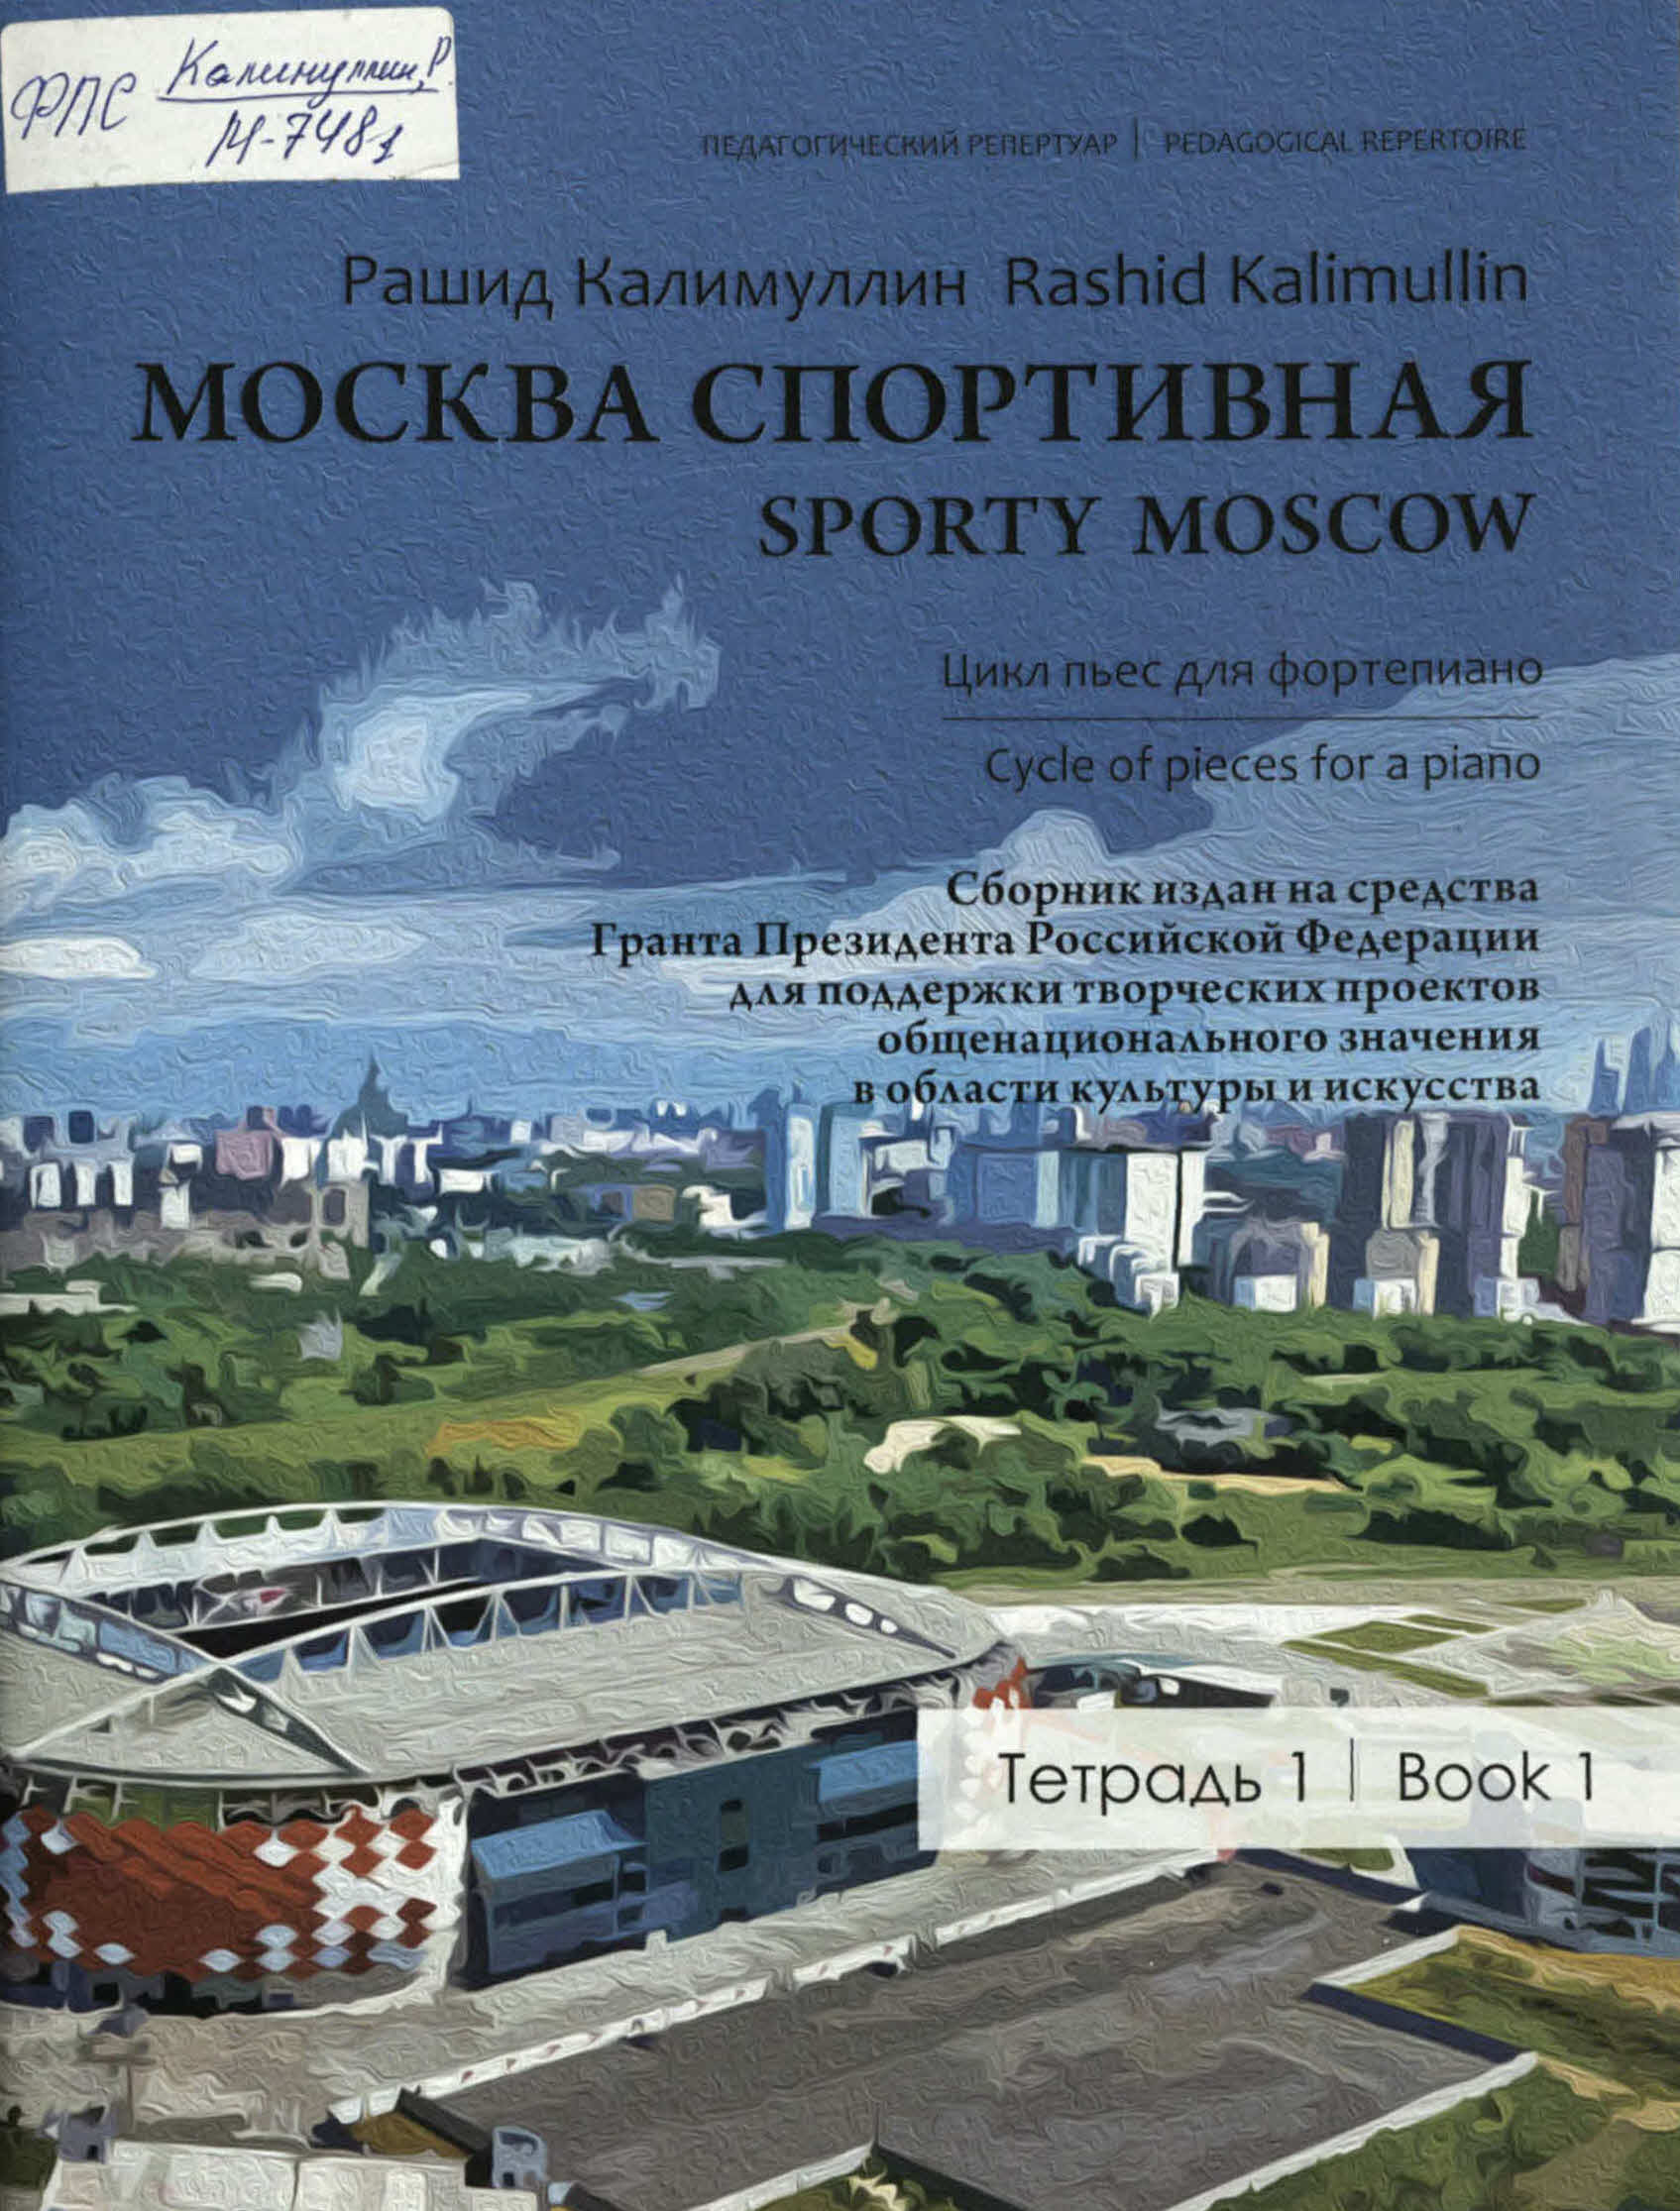 ФПС Калимуллин, Р.
М-7481
ПЕДАГОГИЧЕСКИЙ РЕПЕРТУАР | PEDAGOGICAL REPERTOIRE
Рашид Калимуллин Rashid Kalimullin
МОСКВА СПОРТИВНАЯ
SPORTY MOSCOW
Цикл пьес для фортепиано
Cycle of pieces for a piano
Сборник издан на средства
Гранта Президента Российской Федерации
для поддержки творческих проектов
общенационального значения
в области культуры и искусства
Тетрадь 1 | Book 1